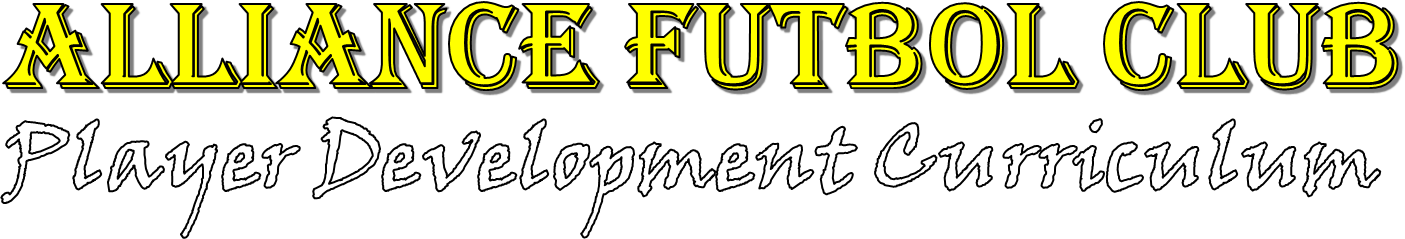 ALLIANCE FUTBOL CLUB
Player Development Curriculum